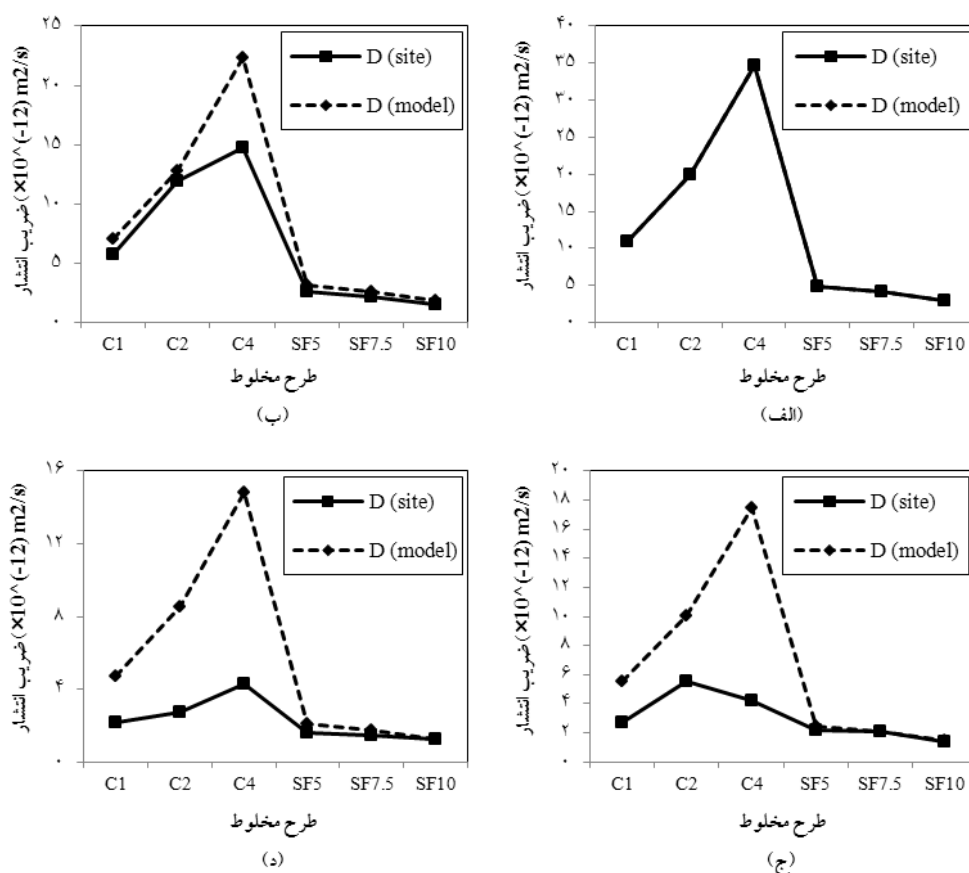 ضریب انتشار (×10^(-12) m2/s)
۴۰
۳۵
۳۰
۲۵
۲۰
۱۵
۱۰
۵
۰
D (site)
D (model)
C1 C2 C4 SF5 SF7.5 SF10
طرح مخلوط
(الف)
ضریب انتشار (×10^(-12) m2/s)
۲۵
۲۰
۱۵
۱۰
۵
۰
D (site)
D (model)
C1 C2 C4 SF5 SF7.5 SF10
طرح مخلوط
(ب)
ضریب انتشار (×10^(-12) m2/s)
۲۰
۱۸
۱۶
۱۴
۱۲
۱۰
۸
۶
۴
۲
۰
D (site)
D (model)
C1 C2 C4 SF5 SF7.5 SF10
طرح مخلوط
(ج)
ضریب انتشار (×10^(-12) m2/s)
۱۶
۱۲
۸
۴
۰
D (site)
D (model)
C1 C2 C4 SF5 SF7.5 SF10
طرح مخلوط
(د)